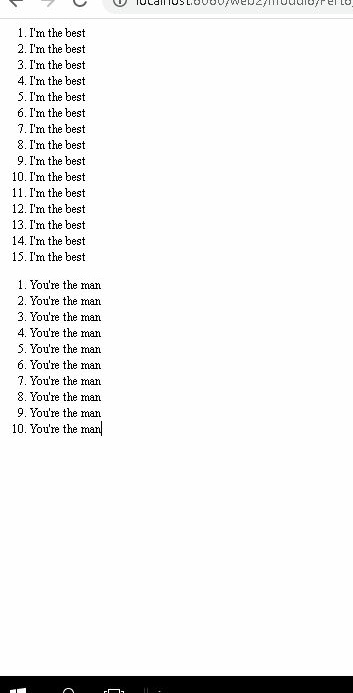 1. I'm the best
2. I'm the best
3. I'm the best
4. I'm the best
5. I'm the best
6. I'm the best
7. I'm the best
8. I'm the best
9. I'm the best
10. I'm the best
11. I'm the best
12. I'm the best
13. I'm the best
14. I'm the best
15. I'm the best
1. You're the man
2. You're the man
3. You're the man
4. You're the man
5. You're the man
6. You're the man
7. You're the man
8. You're the man
9. You're the man
10. You're the man